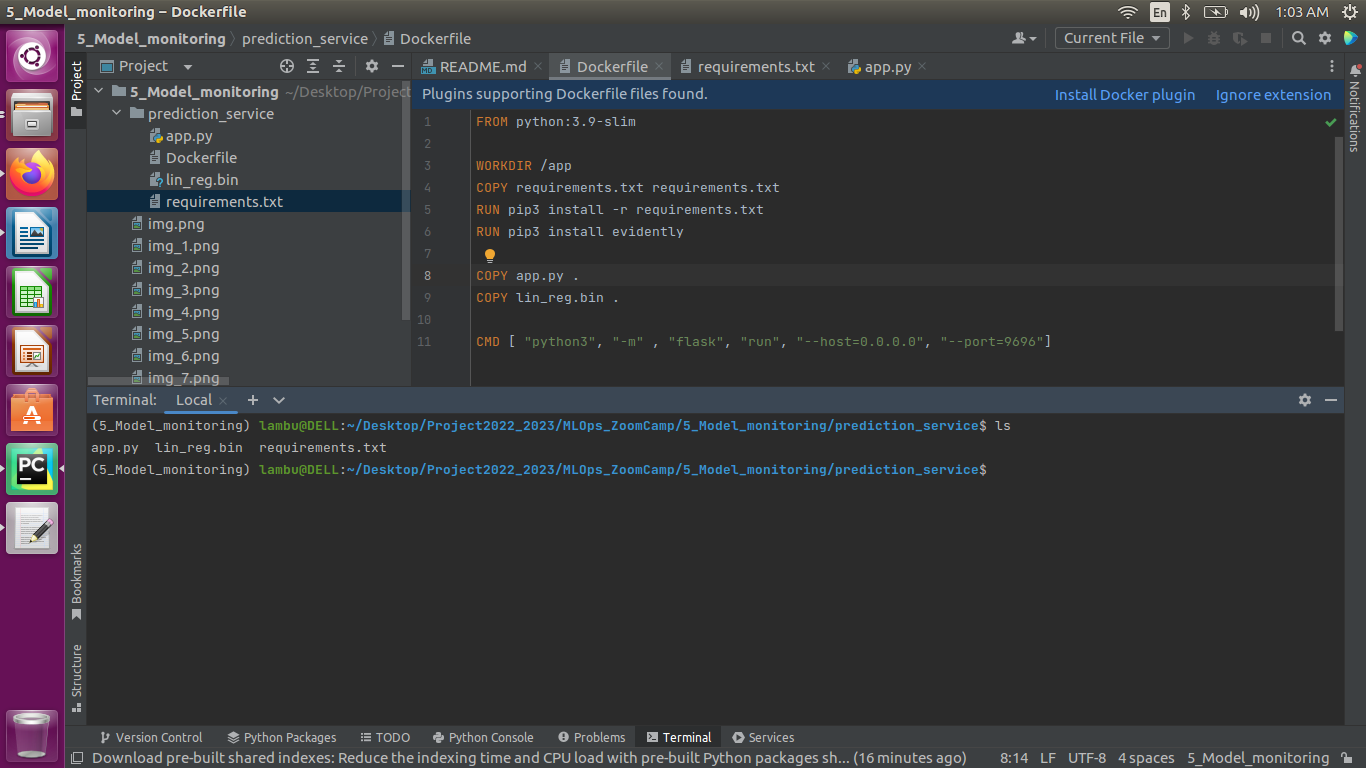 5_Model_monitoring – Dockerfile
En
1:03 AM
5_Model_monitoring
prediction_service
Dockerfile
Current File
Project
Project
README.md
Dockerfile
requirements.txt
app.py
Notifications
5_Model_monitoring ~/Desktop/Project
prediction_service
app.py
Dockerfile
lin_reg.bin
requirements.txt
img.png
img_1.png
img_2.png
img_3.png
img_4.png
img_5.png
img_6.png
img_7.png
Plugins supporting Dockerfile files found.
Install Docker plugin
Ignore extension
1 FROM python:3.9-slim
2
3 WORKDIR /app
4 COPY requirements.txt requirements.txt
5 RUN pip3 install -r requirements.txt
6 RUN pip3 install evidently
7
8 COPY app.py .
9 COPY lin_reg.bin .
10
11 CMD [ "python3", "-m" , "flask", "run", "--host=0.0.0.0", "--port=9696"]
Terminal:
Local
(5_Model_monitoring) lambu@DELL:~/Desktop/Project2022_2023/MLOps_ZoomCamp/5_Model_monitoring/prediction_service$ ls
app.py lin_reg.bin requirements.txt
(5_Model_monitoring) lambu@DELL:~/Desktop/Project2022_2023/MLOps_ZoomCamp/5_Model_monitoring/prediction_service$
PC
Bookmarks
Structure
Version Control
Python Packages
TODO
Python Console
Problems
Terminal
Services
Download pre-built shared indexes: Reduce the indexing time and CPU load with pre-built Python packages sh... (16 minutes ago)
8:14
LF
UTF-8
4 spaces
5_Model_monitoring